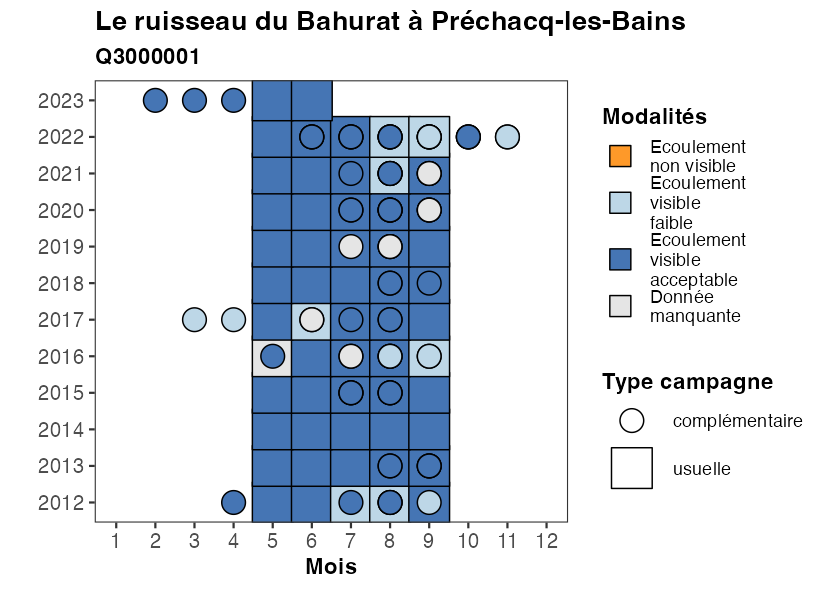 Le ruisseau du Bahurat à Préchacq-les-Bains
Q3000001
2023
2022
2021
2020
2019
2018
2017
2016
2015
2014
2013
2012
1 2 3 4 5 6 7 8 9 10 11 12
Mois
Modalités
Ecoulement
non visible
Ecoulement
visible
faible
Ecoulement
visible
acceptable
Donnée
manquante
Type campagne
complémentaire
usuelle